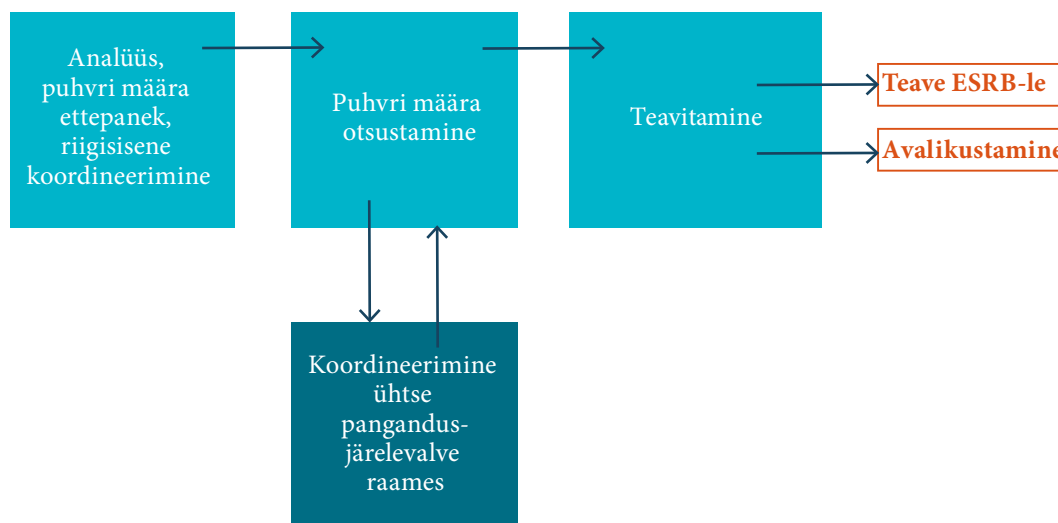 Analüüs,
puhvri määra
ettepanek,
riigisisene
koordineerimine
Puhvri määra
otsustamine
Teavitamine
Teave ESRB-le
Avalikustamine
Koordineerimine
ühtse
pangandus-
järelevalve
raames